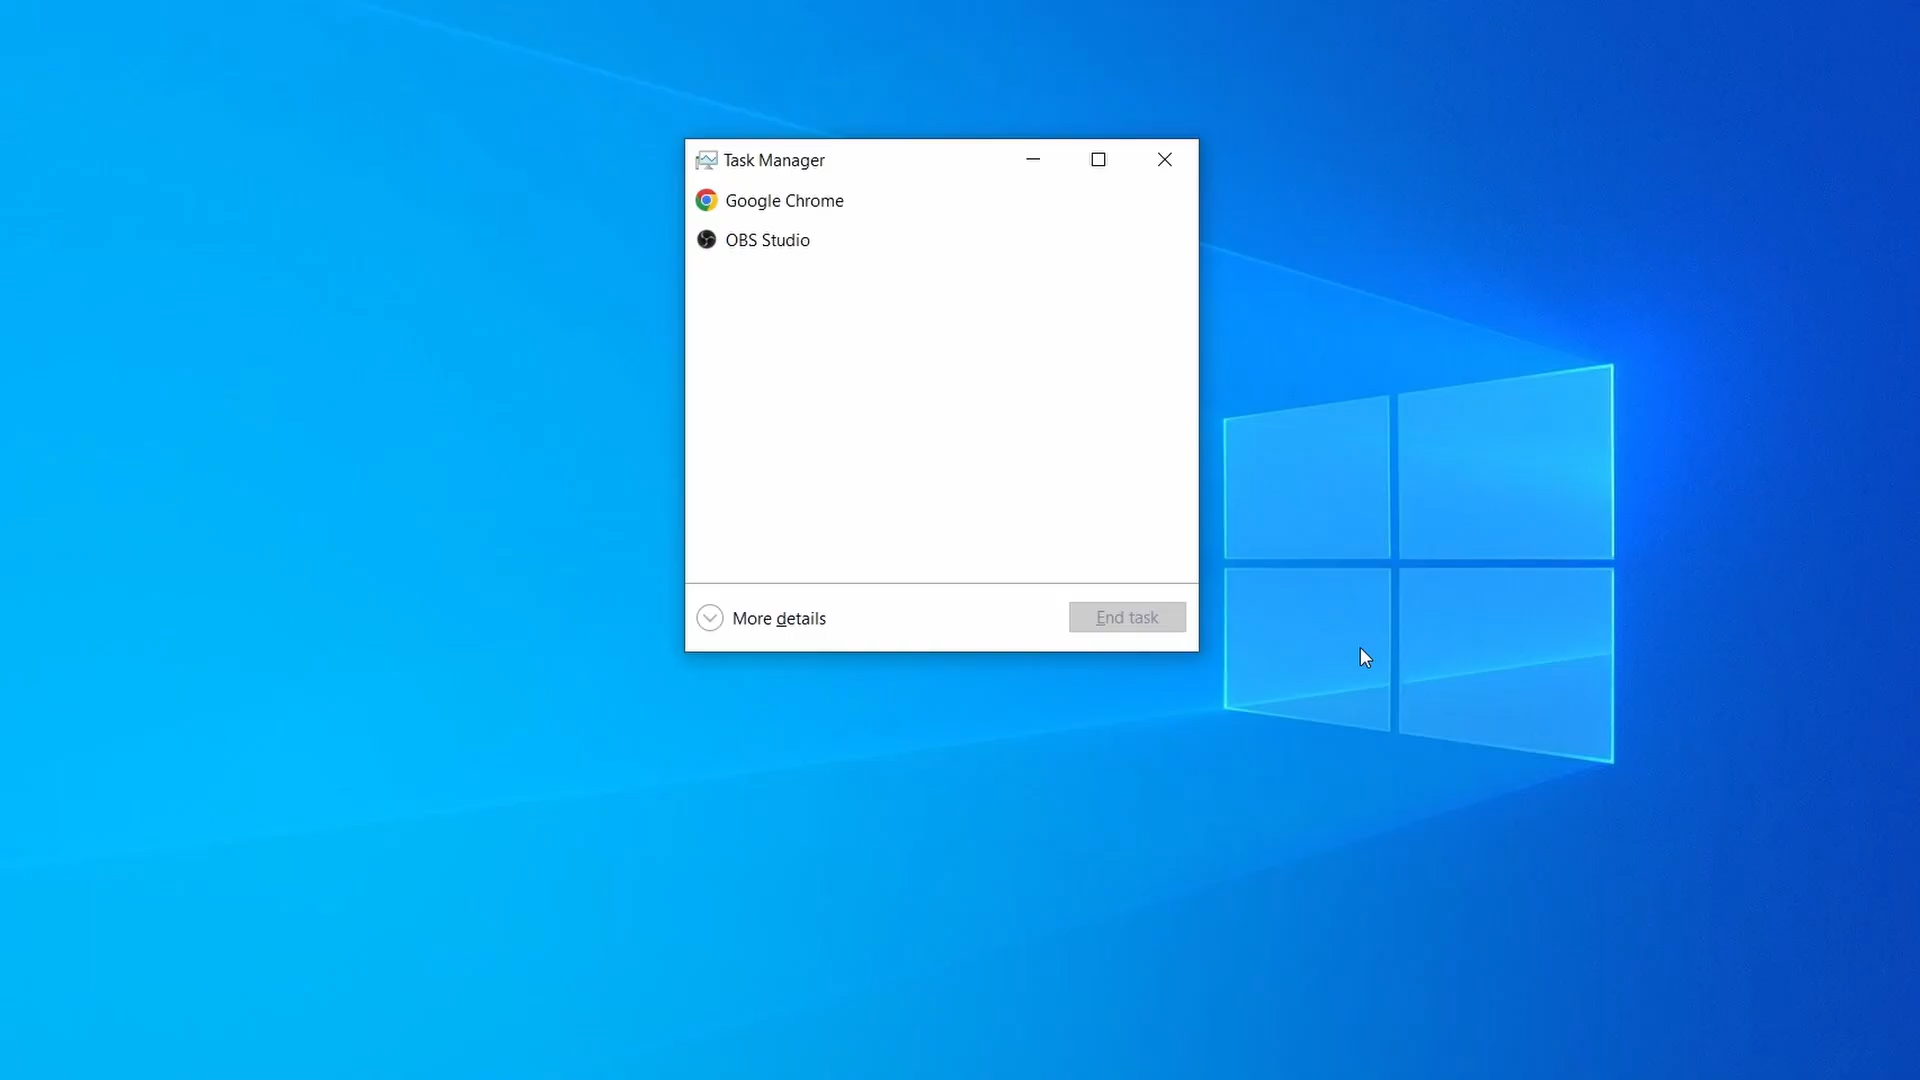 Task Manager
Google Chrome
OBS Studio
More details
End task